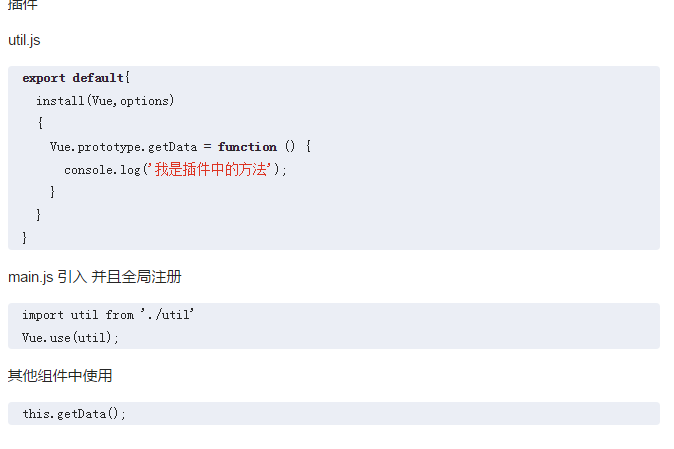 插件
util.js
export default{
install(Vue,options)
{
Vue.prototype.getData = function () {
console.log('我是插件中的方法');
}
}
}
main.js 引入 并且全局注册
import util from './util'
Vue.use(util);
其他组件中使用
this.getData();